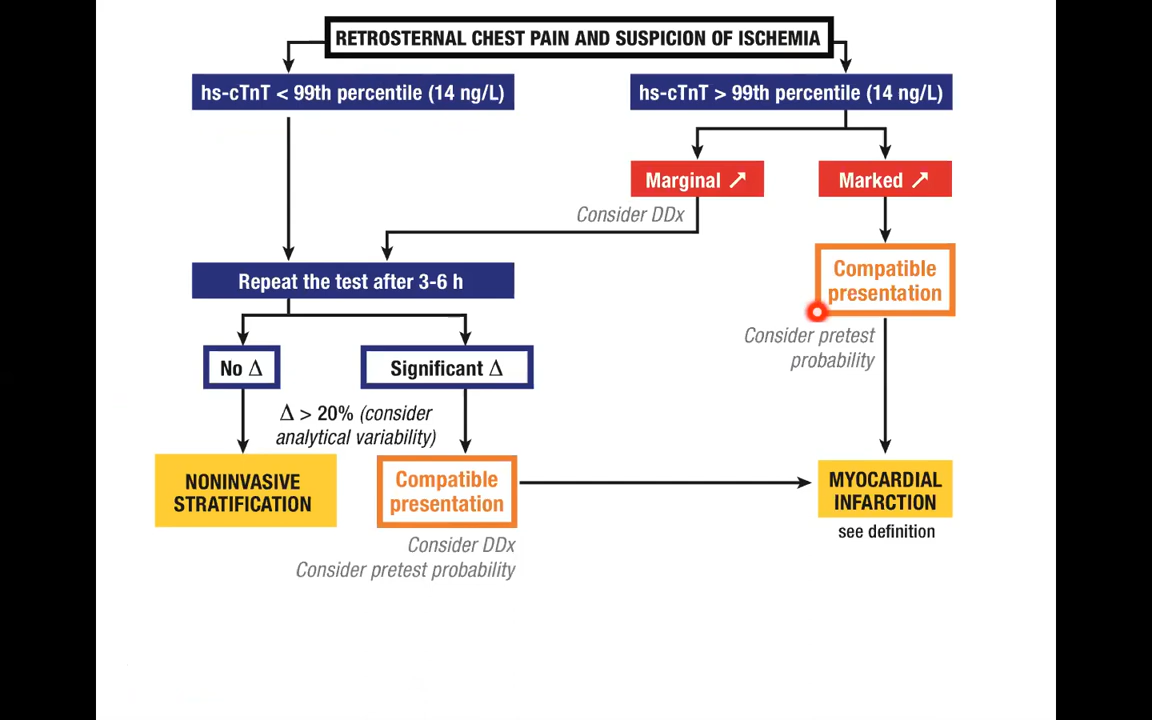 RETROSTERNAL CHEST PAIN AND SUSPICION OF ISCHEMIA
hs-cTnT < 99th percentile (14 ng/L)
hs-cTnT > 99th percentile (14 ng/L)
Marginal ↗
Marked ↗
Consider DDx
Compatible
presentation
Repeat the test after 3-6 h
Consider pretest
probability
No Δ
Significant Δ
Δ > 20% (consider
analytical variability)
NONINVASIVE
STRATIFICATION
Compatible
presentation
MYOCARDIAL
INFARCTION
see definition
Consider DDx
Consider pretest probability